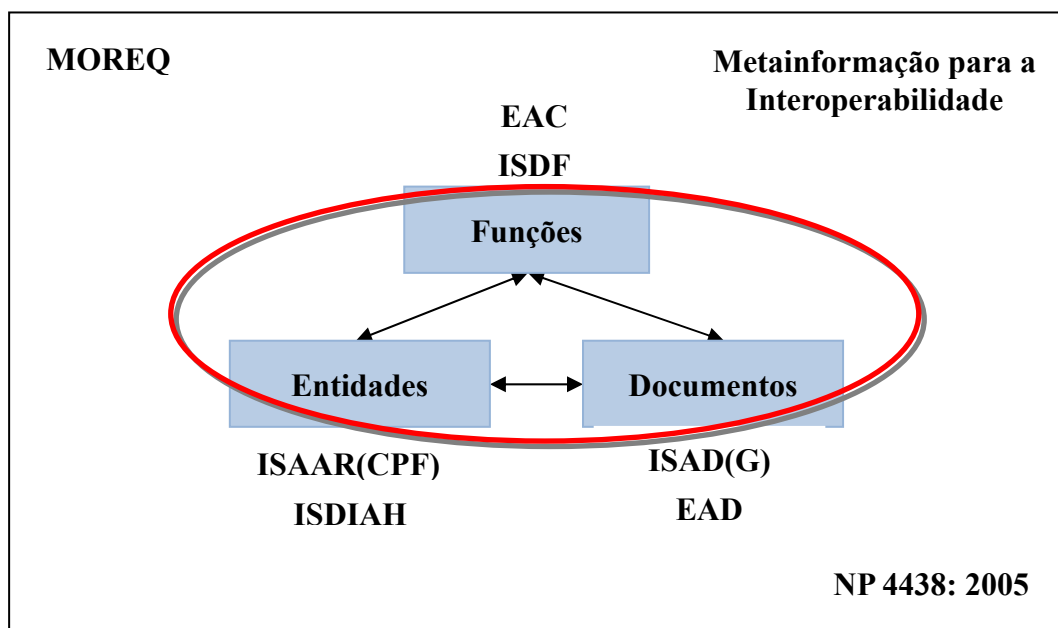 MOREQ
Metainformação para a
Interoperabilidade
EAC
ISDF
Funções
Entidades
Documentos
ISAAR(CPF)
ISDIAH
ISAD(G)
EAD
NP 4438: 2005